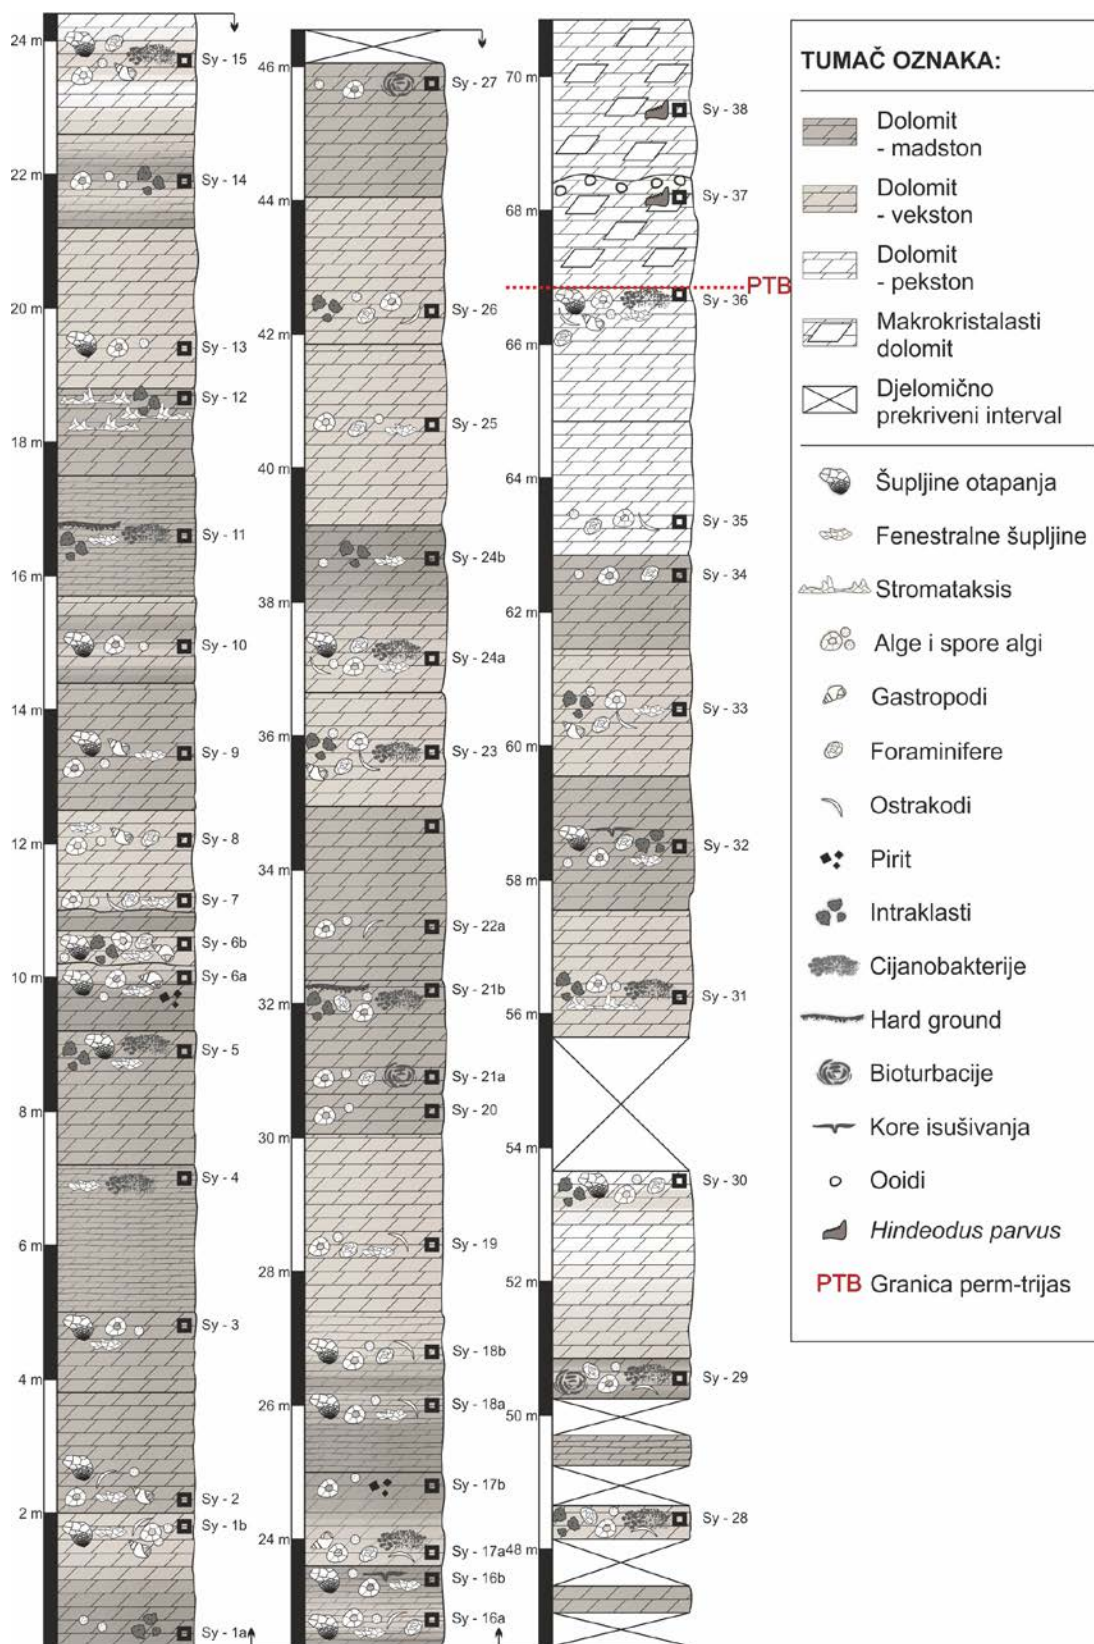 24 m
Sy - 15
22 m
Sy - 14
20 m
Sy - 13
Sy - 12
18 m
Sy - 11
16 m
Sy - 10
14 m
Sy - 9
12 m
Sy - 8
Sy - 7
Sy - 6b
10 m
Sy - 6a
Sy - 5
8 m
Sy - 4
6 m
Sy - 3
4 m
Sy - 2
2 m
Sy - 1b
Sy - 1a
46 m
Sy - 27
44 m
Sy - 26
42 m
Sy - 25
40 m
Sy - 24b
38 m
Sy - 24a
36 m
Sy - 23
34 m
Sy - 22a
32 m
Sy - 21b
Sy - 21a
Sy - 20
30 m
Sy - 19
28 m
Sy - 18b
26 m
Sy - 18a
Sy - 17b
24 m
Sy - 17a
Sy - 16b
Sy - 16a
70 m
Sy - 38
68 m
Sy - 37
PTB
Sy - 36
66 m
64 m
Sy - 35
Sy - 34
62 m
Sy - 33
60 m
Sy - 32
58 m
Sy - 31
56 m
54 m
Sy - 30
52 m
Sy - 29
50 m
Sy - 28
48 m
TUMAČ OZNAKA:
Dolomit
- madston
Dolomit
- vekston
Dolomit
- pekston
Makrokristalasti
dolomit
Djelomično
prekriveni interval
Šupljine otapanja
Fenestralne šupljine
Stromataksis
Alge i spore algi
Gastropodi
Foraminifere
Ostrakodi
Pirit
Intraklasti
Cijanobakterije
Hard ground
Bioturbacije
Kore isušivanja
Ooidi
Hindeodus parvus
PTB Granica perm-trijas